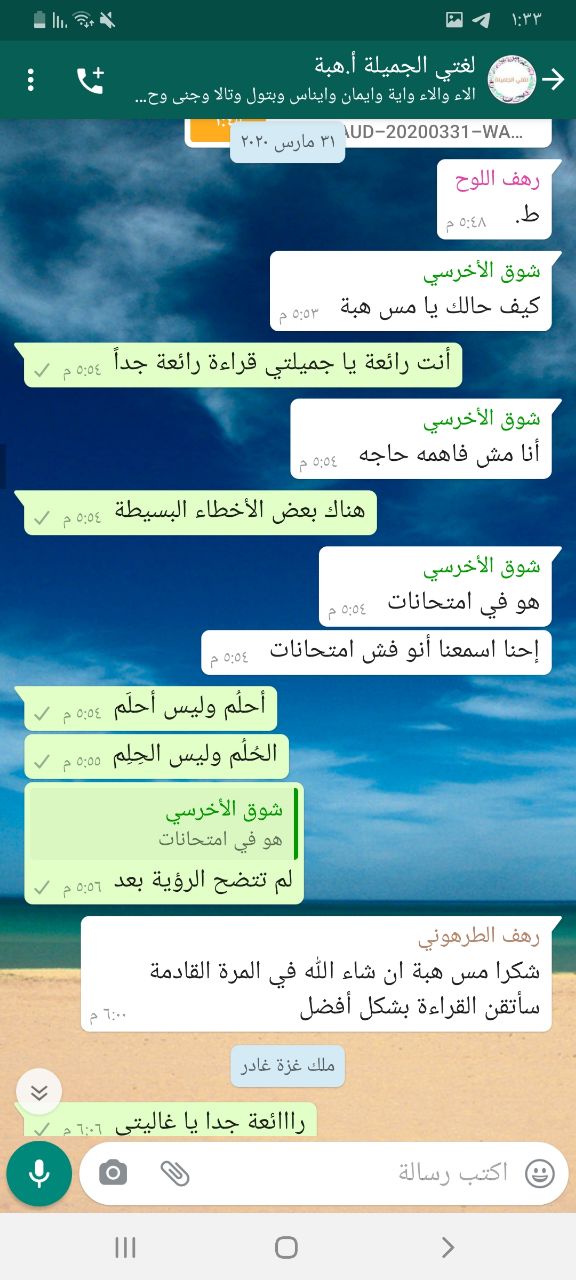 ١:٣٣
لغتي الجميلة أ.هبة
الاء والاء واية وايمان وايناس وبتول وتالا وجنى وح...
AUD-20200331-WA...
٣١ مارس ٢٠٢٠
رهف اللوح
ط.
٥:٤٨ م
شوق الأخرسي
كيف حالك يا مس هبة
٥:٥٣ م
أنت رائعة يا جميلتي قراءة رائعة جداً
٥:٥٤ م
شوق الأخرسي
أنا مش فاهمه حاجه
٥:٥٤ م
هناك بعض الأخطاء البسيطة
٥:٥٤ م
شوق الأخرسي
هو في امتحانات
٥:٥٤ م
إحنا اسمعنا أنو فش امتحانات
٥:٥٤ م
أحلُم وليس أحلَم
٥:٥٤ م
الحُلُم وليس الحِلِم
٥:٥٥ م
شوق الأخرسي
هو في امتحانات
لم تتضح الرؤية بعد
٥:٥٦ م
رهف الطرهوني
شكرا مس هبة ان شاء الله في المرة القادمة
سأتقن القراءة بشكل أفضل
٦:٠٠ م
ملك غزة غادر
رااائعة جدا يا غاليتي
٦:٠٦ م
اكتب رسالة